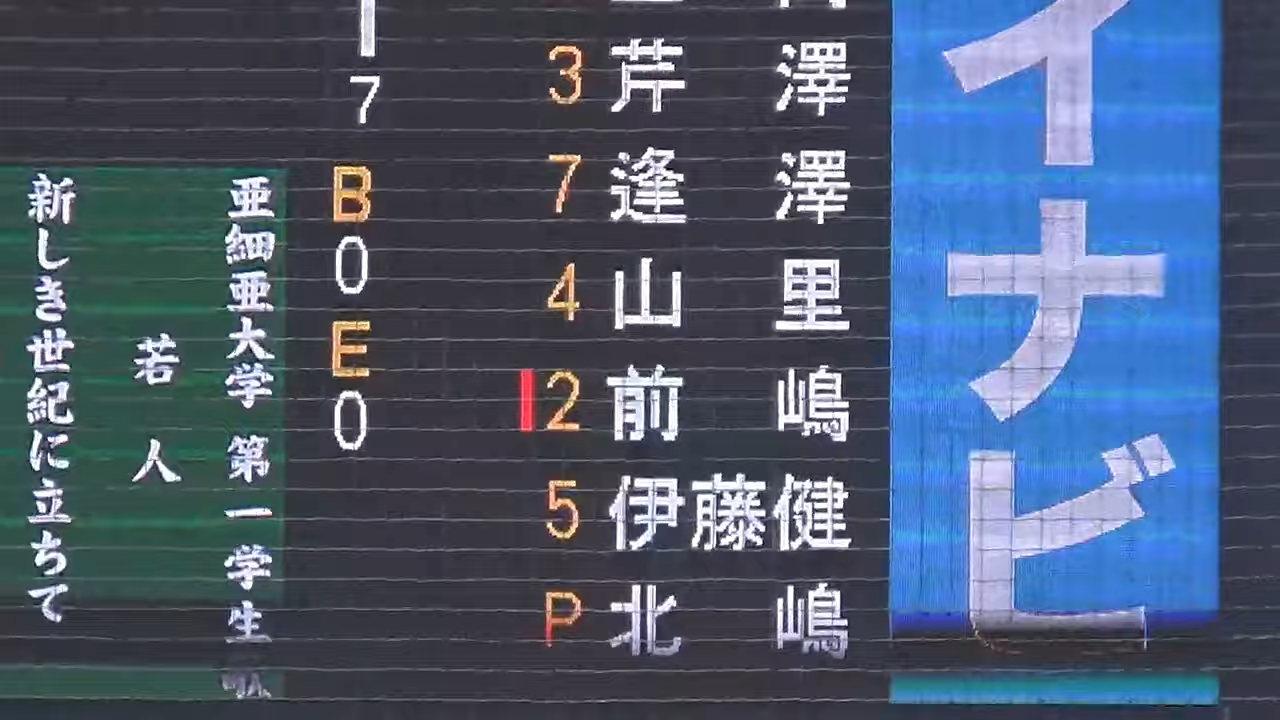 イナビ
3 芹澤
7 逢澤
4 山里
2 前嶋
5 伊藤健
P 北嶋
7
B
0
E
0
亜細亜大学 第一学生歌
若人
新しき世紀に立ちて